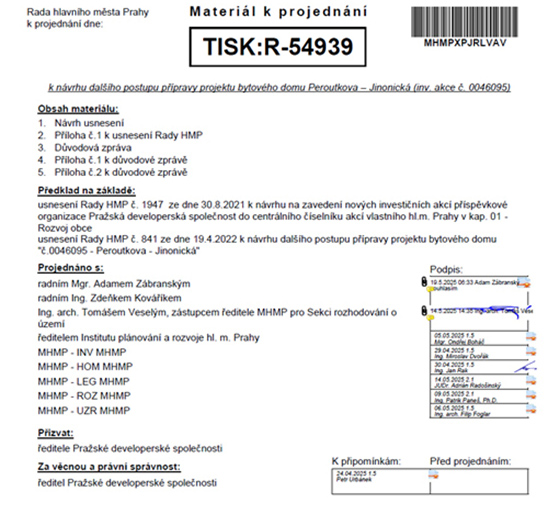 Rada hlavního města Prahy
k projednání dne:
Materiál k projednání
TISK:R-54939
MHMPXPJRLVAV
k návrhu dalšího postupu přípravy projektu bytového domu Peroutkova – Jinonická (inv. akce č. 0046095)
Obsah materiálu:
1. Návrh usnesení
2. Příloha č.1 k usnesení Rady HMP
3. Důvodová zpráva
4. Příloha č.1 k důvodové zprávě
5. Příloha č.2 k důvodové zprávě
Předklad na základě:
usnesení Rady HMP č. 1947 ze dne 30.8.2021 k návrhu na zavedení nových investičních akcí příspěvkové
organizace Pražská developerská společnost do centrálního číselníku akcí vlastního hl.m. Prahy v kap. 01 -
Rozvoj obce
usnesení Rady HMP č. 841 ze dne 19.4.2022 k návrhu dalšího postupu přípravy projektu bytového domu
"č.0046095 - Peroutkova - Jinonická"
Projednáno s:
Podpis:
radním Mgr. Adamem Zábranským
19.5.2025 06:33 Adam Zábranský
souhlasím
radním Ing. Zdeňkem Kovaříkem
Ing. arch. Tomášem Veselým, zástupcem ředitele MHMP pro Sekci rozhodování o
území
14.5.2025 14:35
ředitelem Institutu plánování a rozvoje hl. m. Prahy
05.05.2025 1.5
Mgr. Ondřej Boháč
MHMP - INV MHMP
29.04.2025 1.5
Ing. Miroslav Dvořák
MHMP - HOM MHMP
30.04.2025 1.5
Ing. Jan Rak
MHMP - LEG MHMP
14.05.2025 2.1
JUDr. Adrián Radošinský
MHMP - ROZ MHMP
09.05.2025 2.1
Ing. Patrik Paneš, Ph.D.
MHMP - UZR MHMP
06.05.2025 1.5
Ing. arch. Filip Foglar
Přizvat:
ředitele Pražské developerské společnosti
Za věcnou a právní správnost:
ředitel Pražské developerské společnosti
K připomínkám:
Před projednáním:
24.04.2025 1.5
Petr Urbánek